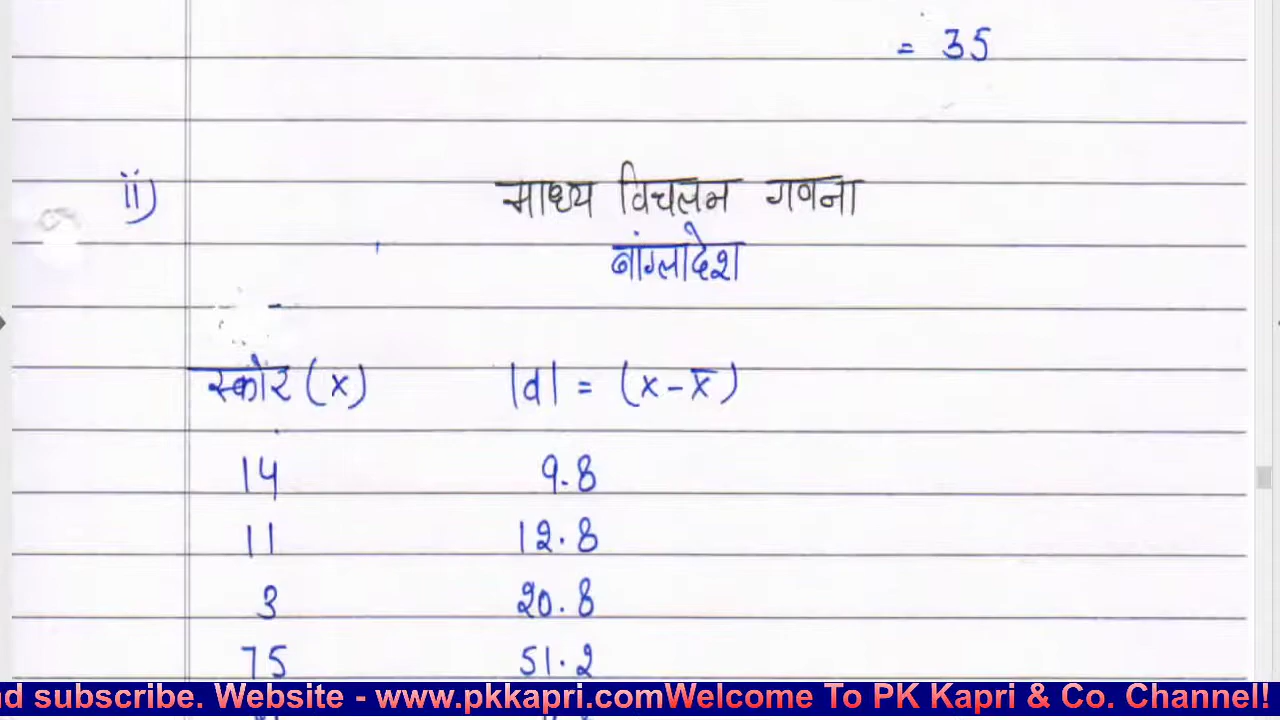 = 35
ii) माध्य विचलन गणना
बांग्लादेश
स्कोर (x) |d| = (x - x̄)
14 9.8
11 12.8
3 20.8
75 51.2
nd subscribe. Website - www.pkkapri.comWelcome To PK Kapri & Co. Channel!